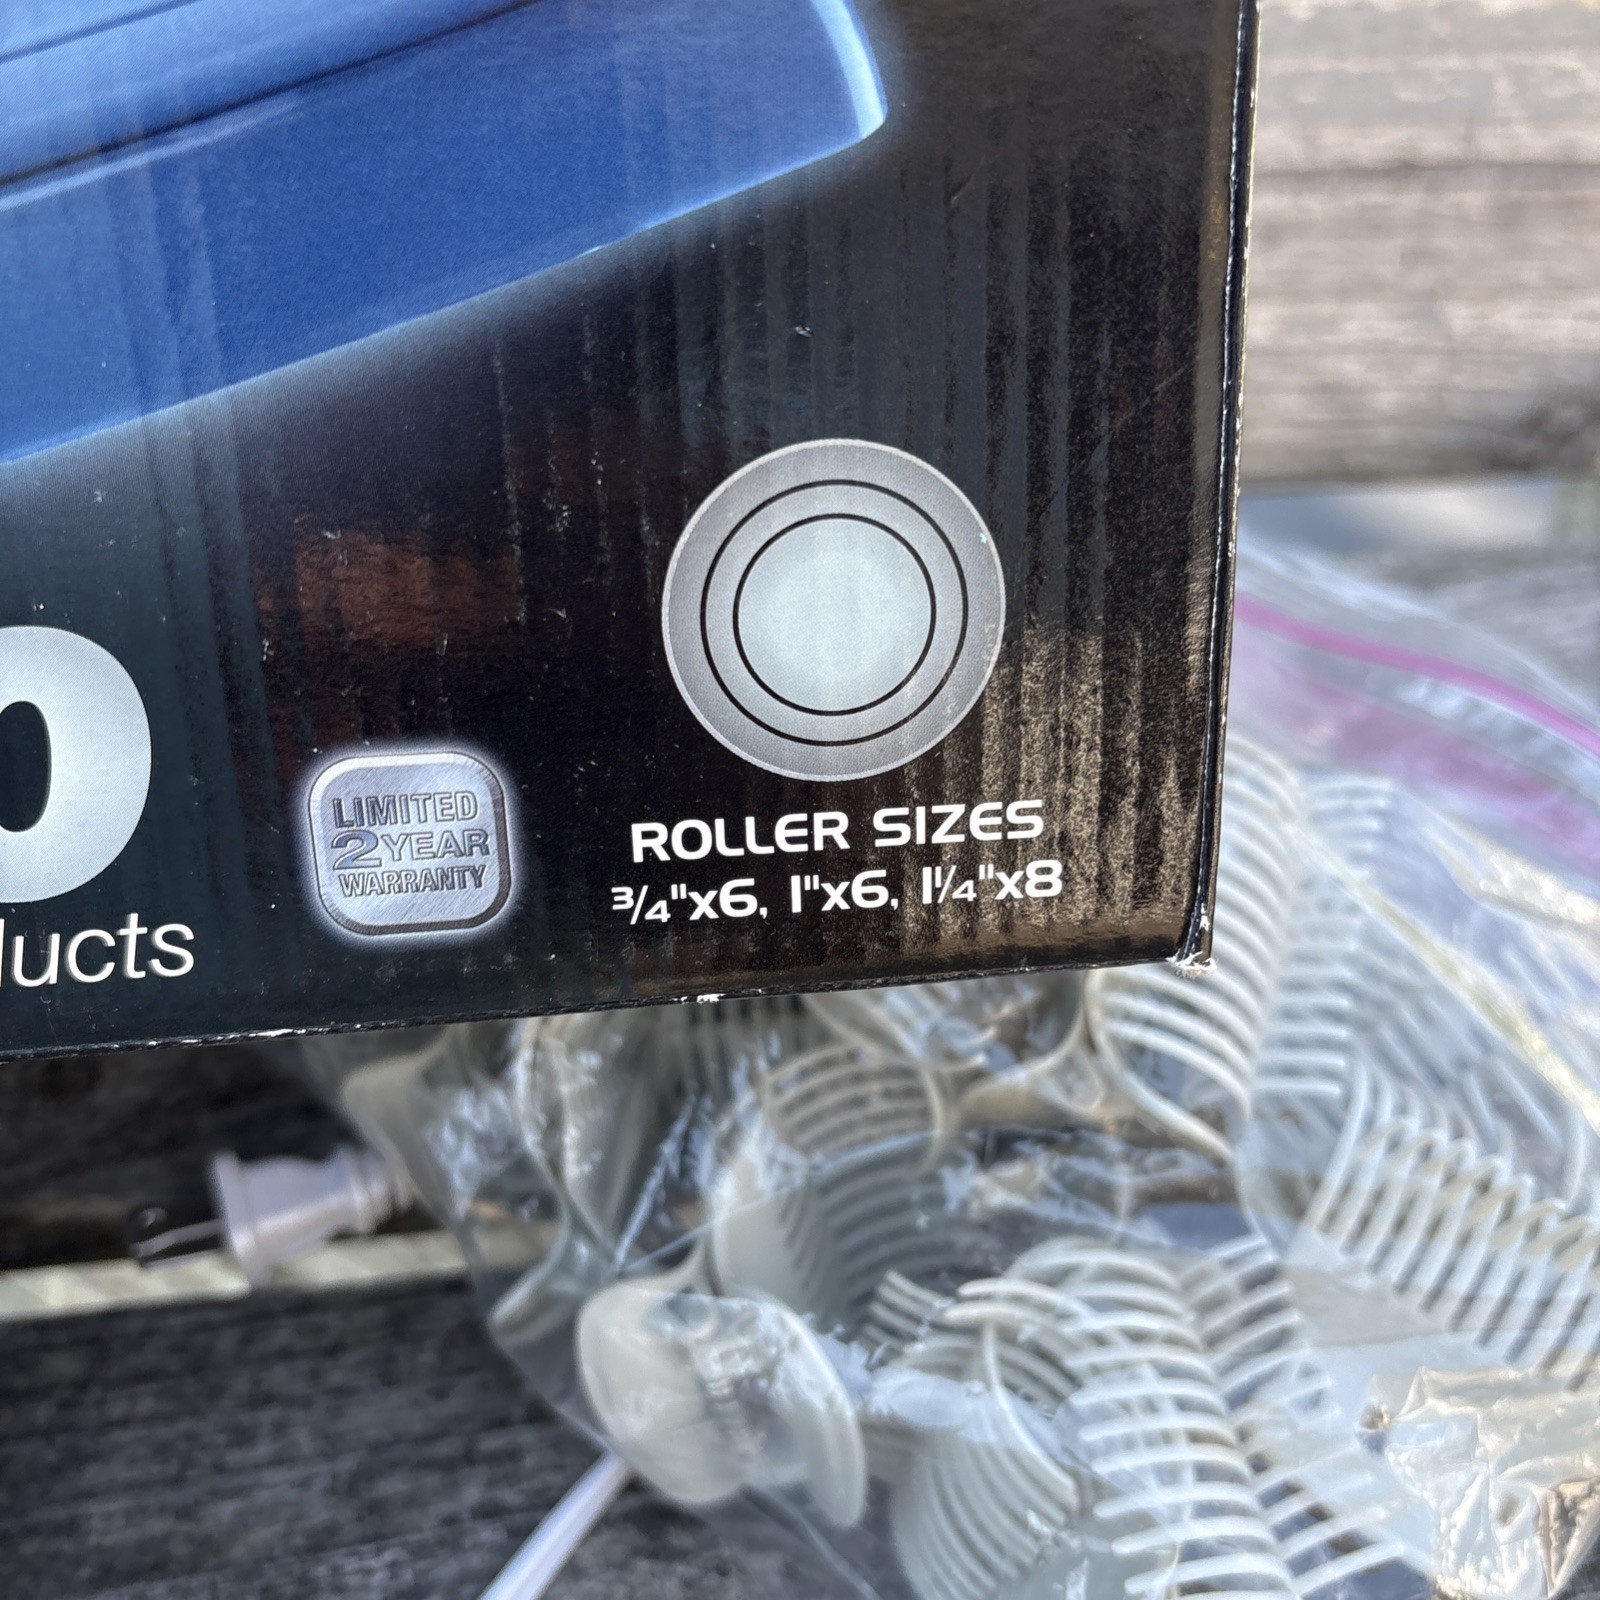 0
ducts
LIMITED
2 YEAR
WARRANTY
ROLLER SIZES
3/4"x6, 1"x6, 1 1/4"x8